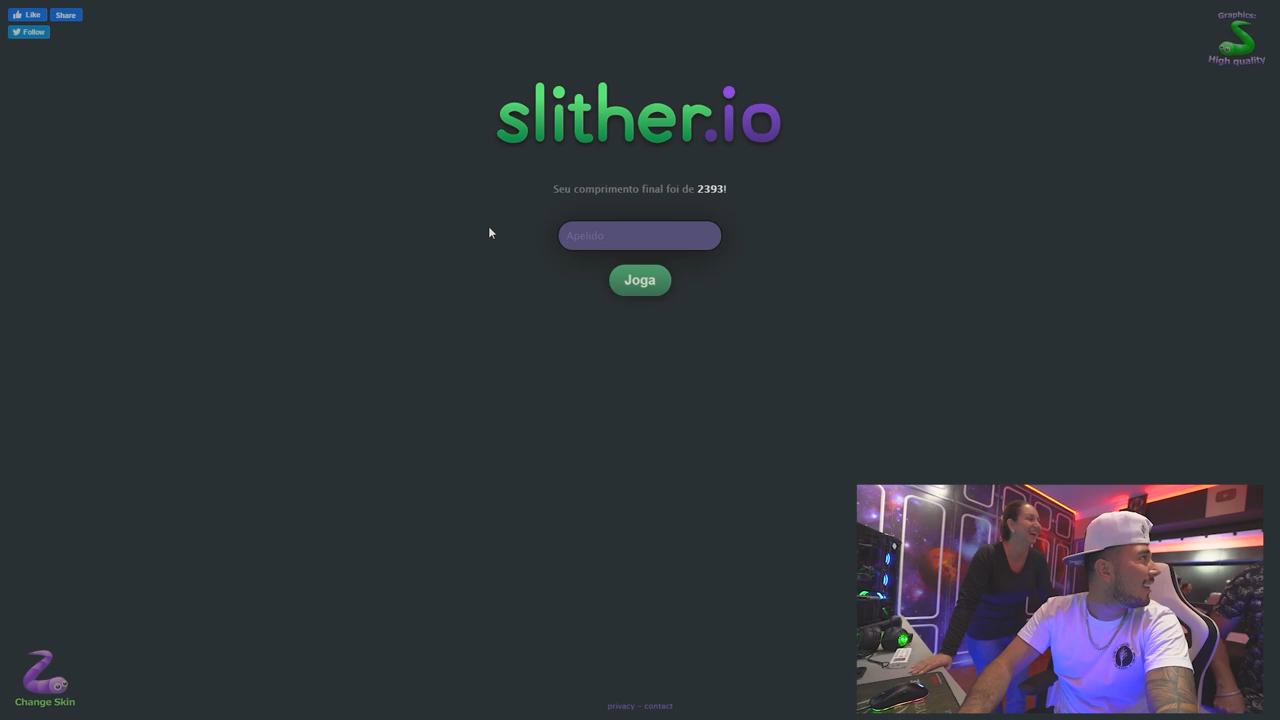 Like Share
Follow
Graphics:
High quality
slither.io
Seu comprimento final foi de 2393!
Apelido
Joga
Change Skin
privacy - contact